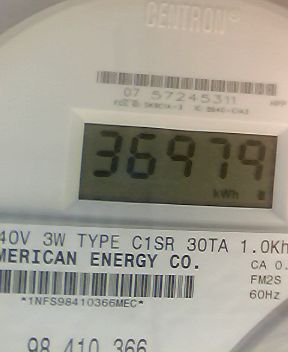 CENTRON®
07 57245311
36979
kWh
40V 3W TYPE C1SR 30TA 1.0Kh
MERICAN ENERGY CO.
CA 0.
FM2S
60Hz
*1NFS98410366MEC*
98 410 366